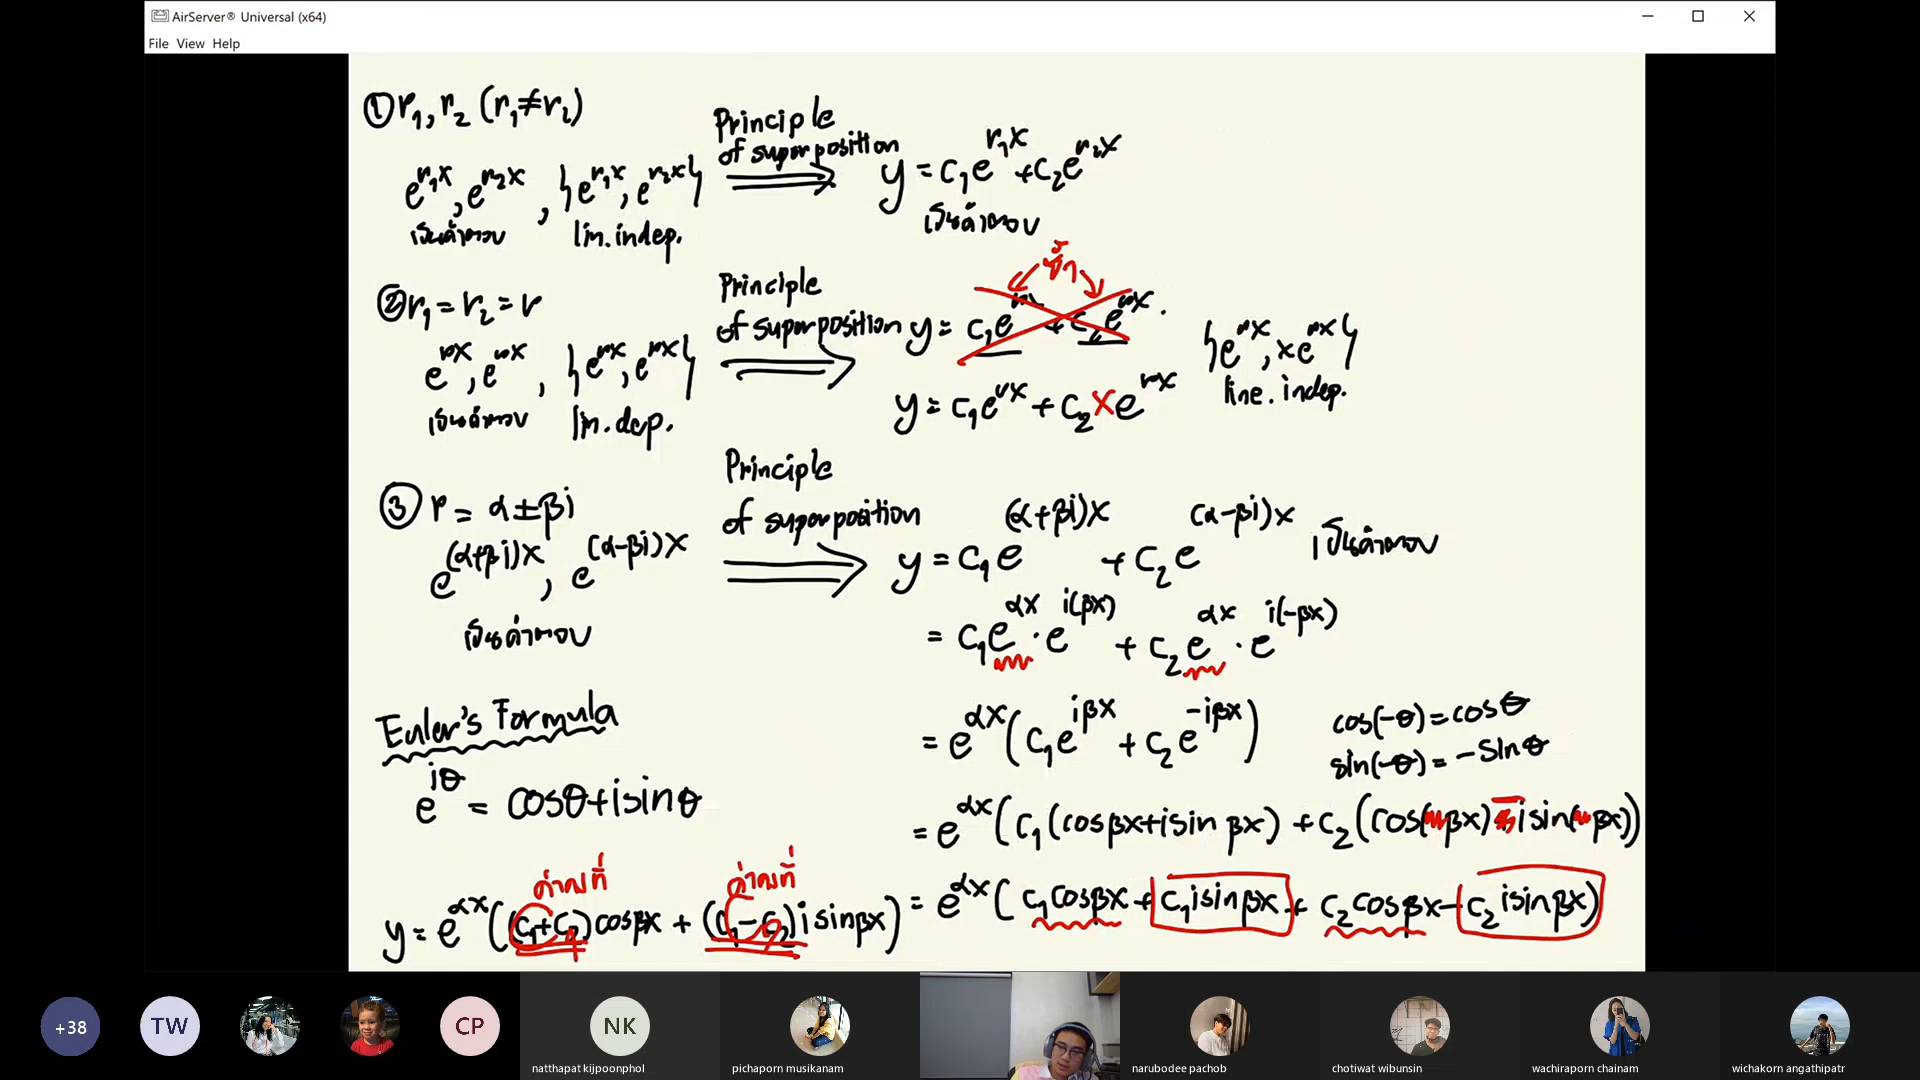 AirServer® Universal (x64)
File View Help
① r₁, r₂ (r₁≠r₂)
e^{r₁x}, e^{r₂x}, {e^{r₁x}, e^{r₂x}}
เป็นคำตอบ lin. indep.
Principle
of superposition
⟹ y = c₁e^{r₁x} + c₂e^{r₂x}
เป็นคำตอบ
② r₁ = r₂ = r
e^{rx}, e^{rx}, {e^{rx}, e^{rx}}
เป็นคำตอบ lin. dep.
Principle
of superposition
⟹ y = c₁e^{rx} + c₂e^{rx}.
ซ้ำ
y = c₁e^{rx} + c₂xe^{rx}
{e^{rx}, xe^{rx}}
line. indep.
③ r = α ± βi
e^{(α+βi)x}, e^{(α-βi)x}
เป็นคำตอบ
Principle
of superposition
⟹ y = c₁e^{(α+βi)x} + c₂e^{(α-βi)x} เป็นคำตอบ
= c₁e^{αx}·e^{i(βx)} + c₂e^{αx}·e^{i(-βx)}
= e^{αx}(c₁e^{iβx} + c₂e^{-iβx})
cos(-θ) = cosθ
sin(-θ) = -sinθ
= e^{αx}(c₁(cosβx+isin βx) + c₂(cos(βx) - isin(βx)))
= e^{αx}(c₁cosβx + c₁isinβx + c₂cosβx - c₂isinβx)
Euler's Formula
e^{iθ} = cosθ+isinθ
ค่าคงที่ ค่าคงที่
y = e^{αx}((c₁+c₂)cosβx + (c₁-c₂)isinβx)
+38
TW
CP
NK
natthapat kijpoonphol
pichaporn musikanam
narubodee pachob
chotiwat wibunsin
wachiraporn chainam
wichakorn angathipatr